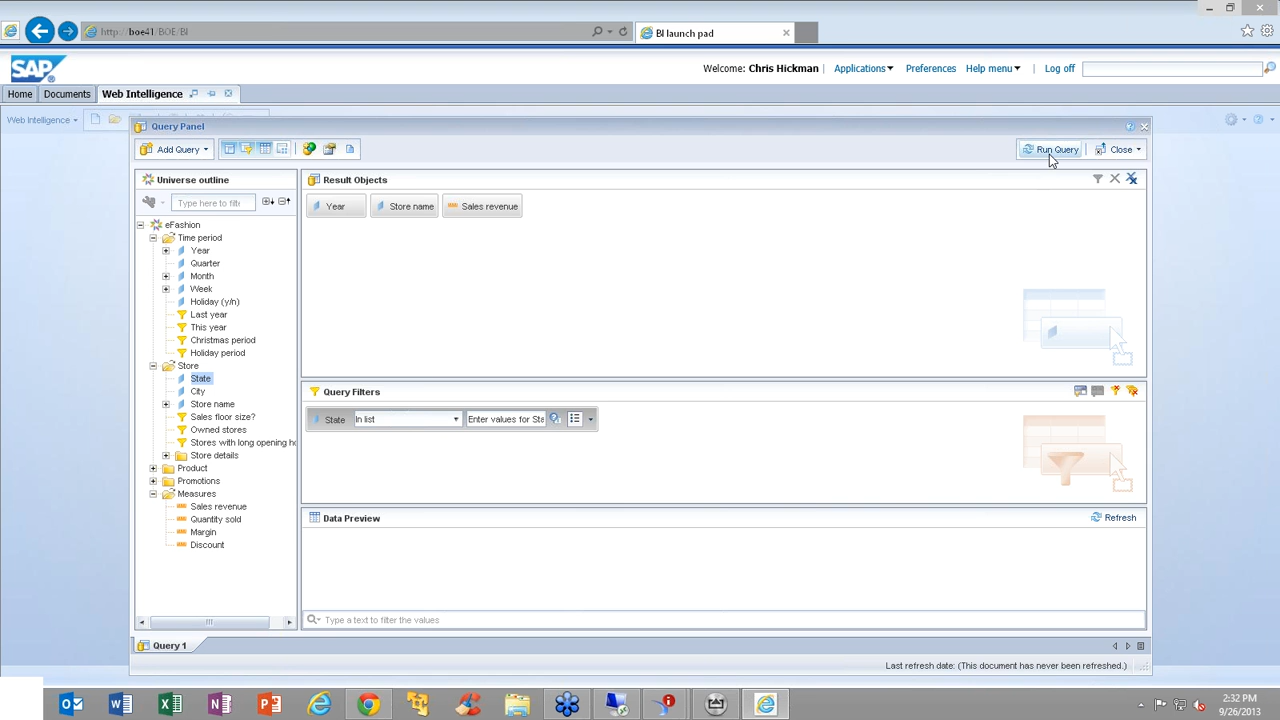 http://boe41/BOE/BI
BI launch pad
SAP
Welcome: Chris Hickman
Applications
Preferences
Help menu
Log off
Home
Documents
Web Intelligence
Web Intelligence
Query Panel
Add Query
Run Query
Close
Universe outline
Type here to filte
eFashion
Time period
Year
Quarter
Month
Week
Holiday (y/n)
Last year
This year
Christmas period
Holiday period
Store
State
City
Store name
Sales floor size?
Owned stores
Stores with long opening ho
Store details
Product
Promotions
Measures
Sales revenue
Quantity sold
Margin
Discount
Result Objects
Year
Store name
Sales revenue
Query Filters
State
In list
Enter values for Sta
Data Preview
Refresh
Type a text to filter the values
Query 1
Last refresh date: (This document has never been refreshed.)
2:32 PM
9/26/2013